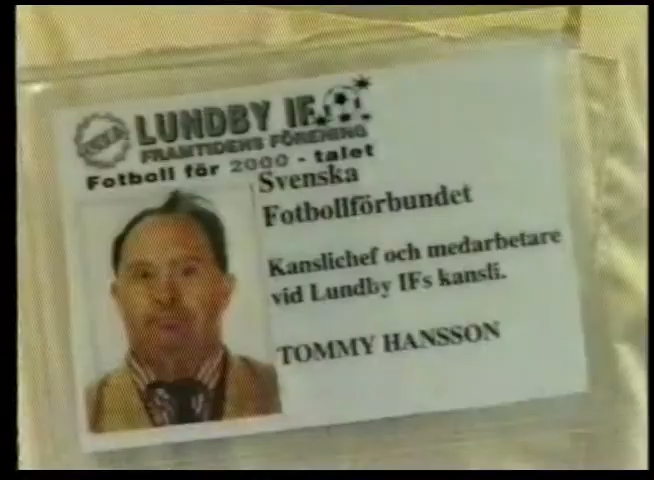 LUNDBY IF
FRAMTIDENS FÖRENING
Fotboll för 2000 - talet
Svenska
Fotbollförbundet
Kanslichef och medarbetare
vid Lundby IFs kansli.
TOMMY HANSSON